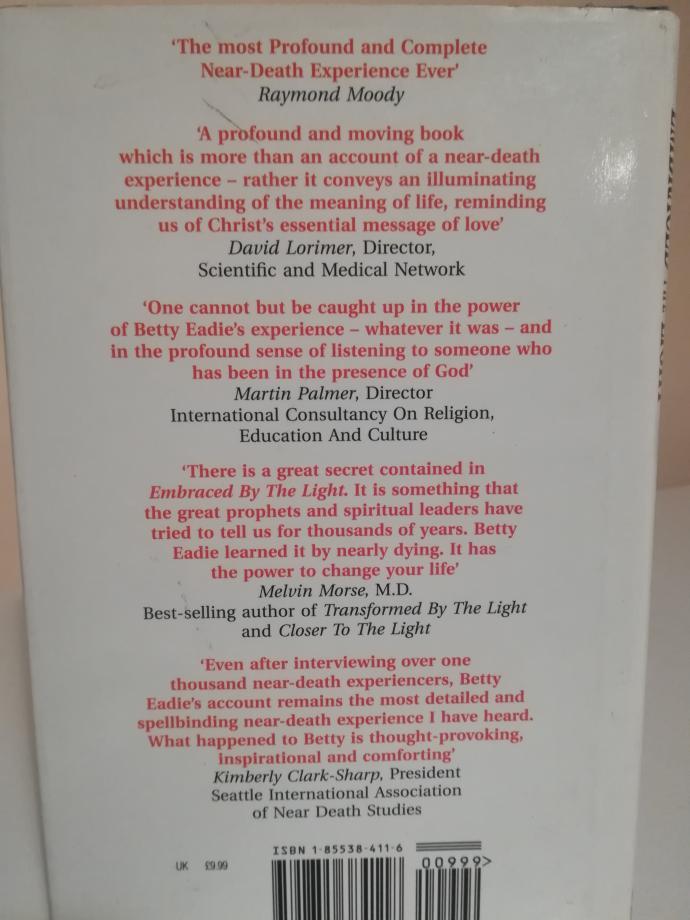 ‘The most Profound and Complete
Near-Death Experience Ever’
Raymond Moody
‘A profound and moving book
which is more than an account of a near-death
experience – rather it conveys an illuminating
understanding of the meaning of life, reminding
us of Christ’s essential message of love’
David Lorimer, Director,
Scientific and Medical Network
‘One cannot but be caught up in the power
of Betty Eadie’s experience – whatever it was – and
in the profound sense of listening to someone who
has been in the presence of God’
Martin Palmer, Director
International Consultancy On Religion,
Education And Culture
‘There is a great secret contained in
Embraced By The Light. It is something that
the great prophets and spiritual leaders have
tried to tell us for thousands of years. Betty
Eadie learned it by nearly dying. It has
the power to change your life’
Melvin Morse, M.D.
Best-selling author of Transformed By The Light
and Closer To The Light
‘Even after interviewing over one
thousand near-death experiencers, Betty
Eadie’s account remains the most detailed and
spellbinding near-death experience I have heard.
What happened to Betty is thought-provoking,
inspirational and comforting’
Kimberly Clark-Sharp, President
Seattle International Association
of Near Death Studies
ISBN 1-85538-411-6
UK £9.99
00999>